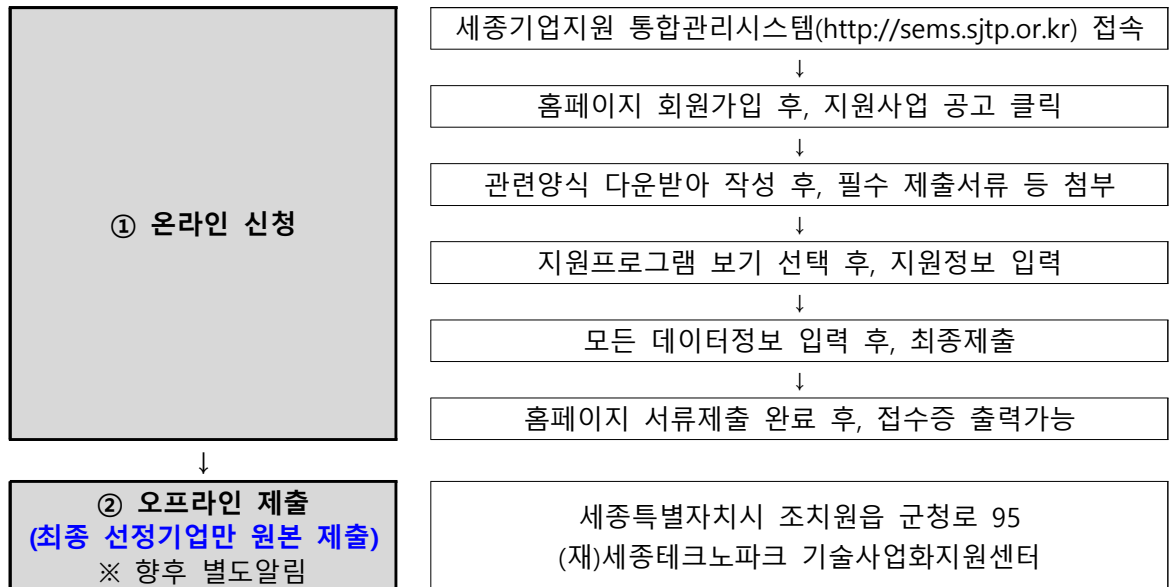 ① 온라인 신청
세종기업지원 통합관리시스템(http://sems.sjtp.or.kr) 접속
↓
홈페이지 회원가입 후, 지원사업 공고 클릭
↓
관련양식 다운받아 작성 후, 필수 제출서류 등 첨부
↓
지원프로그램 보기 선택 후, 지원정보 입력
↓
모든 데이터정보 입력 후, 최종제출
↓
홈페이지 서류제출 완료 후, 접수증 출력가능
↓
② 오프라인 제출
(최종 선정기업만 원본 제출)
※ 향후 별도알림
세종특별자치시 조치원읍 군청로 95
(재)세종테크노파크 기술사업화지원센터